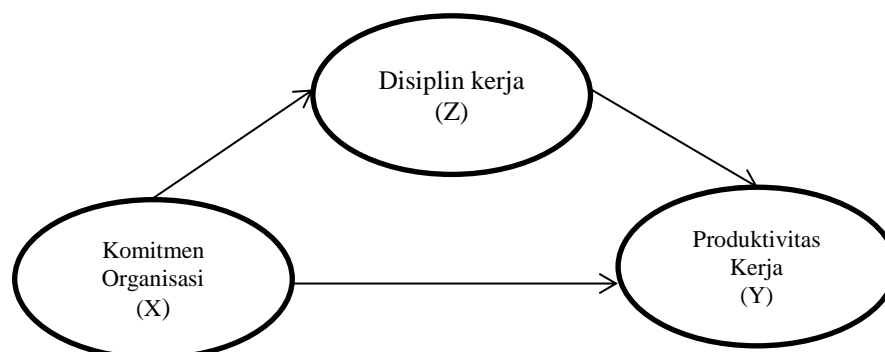 Disiplin kerja
(Z)
Komitmen
Organisasi
(X)
Produktivitas
Kerja
(Y)